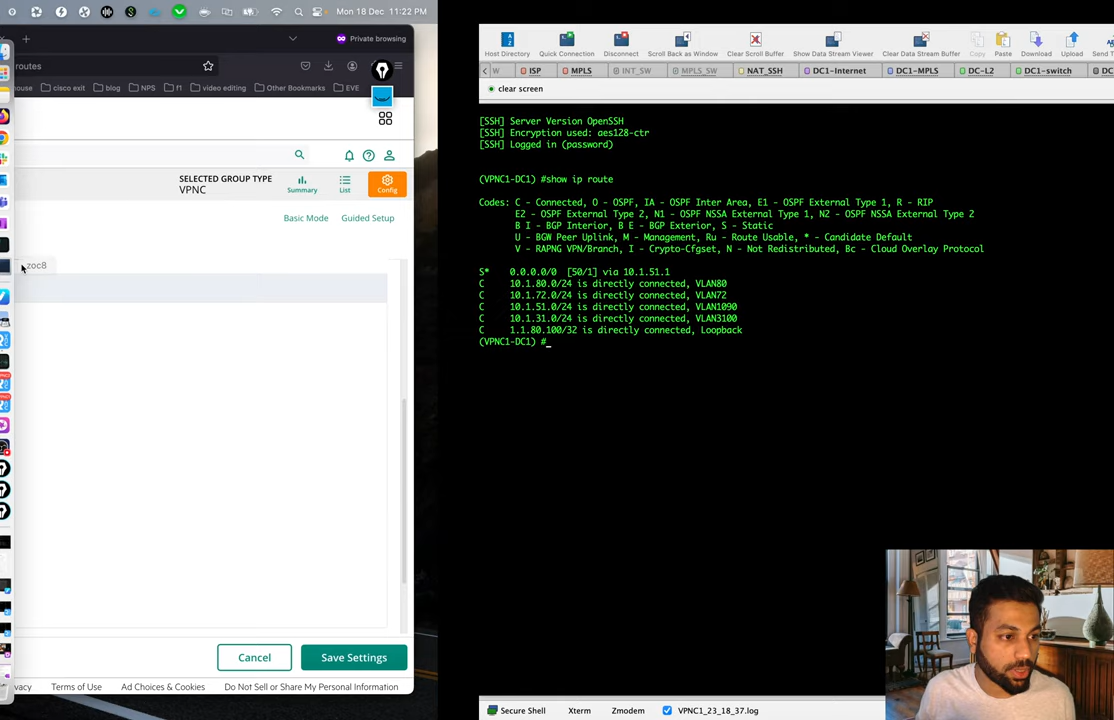 Mon 18 Dec 11:22 PM
Private browsing
routes
ouse
cisco exit
blog
NPS
f1
video editing
Other Bookmarks
EVE
SELECTED GROUP TYPE
VPNC
Summary
List
Config
Basic Mode
Guided Setup
zoc8
Cancel
Save Settings
vacy
Terms of Use
Ad Choices & Cookies
Do Not Sell or Share My Personal Information
Host Directory
Quick Connection
Disconnect
Scroll Back as Window
Clear Scroll Buffer
Show Data Stream Viewer
Clear Data Stream Buffer
Copy
Paste
Download
Upload
Send T
W
ISP
MPLS
INT_SW
MPLS_SW
NAT_SSH
DC1-Internet
DC1-MPLS
DC-L2
DC1-switch
DC
clear screen
[SSH] Server Version OpenSSH
[SSH] Encryption used: aes128-ctr
[SSH] Logged in (password)
(VPNC1-DC1) #show ip route
Codes: C - Connected, O - OSPF, IA - OSPF Inter Area, E1 - OSPF External Type 1, R - RIP
E2 - OSPF External Type 2, N1 - OSPF NSSA External Type 1, N2 - OSPF NSSA External Type 2
B I - BGP Interior, B E - BGP Exterior, S - Static
U - BGW Peer Uplink, M - Management, Ru - Route Usable, * - Candidate Default
V - RAPNG VPN/Branch, I - Crypto-Cfgset, N - Not Redistributed, Bc - Cloud Overlay Protocol
S* 0.0.0.0/0 [50/1] via 10.1.51.1
C 10.1.80.0/24 is directly connected, VLAN80
C 10.1.72.0/24 is directly connected, VLAN72
C 10.1.51.0/24 is directly connected, VLAN1090
C 10.1.31.0/24 is directly connected, VLAN3100
C 1.1.80.100/32 is directly connected, Loopback
(VPNC1-DC1) #_
Secure Shell
Xterm
Zmodem
VPNC1_23_18_37.log